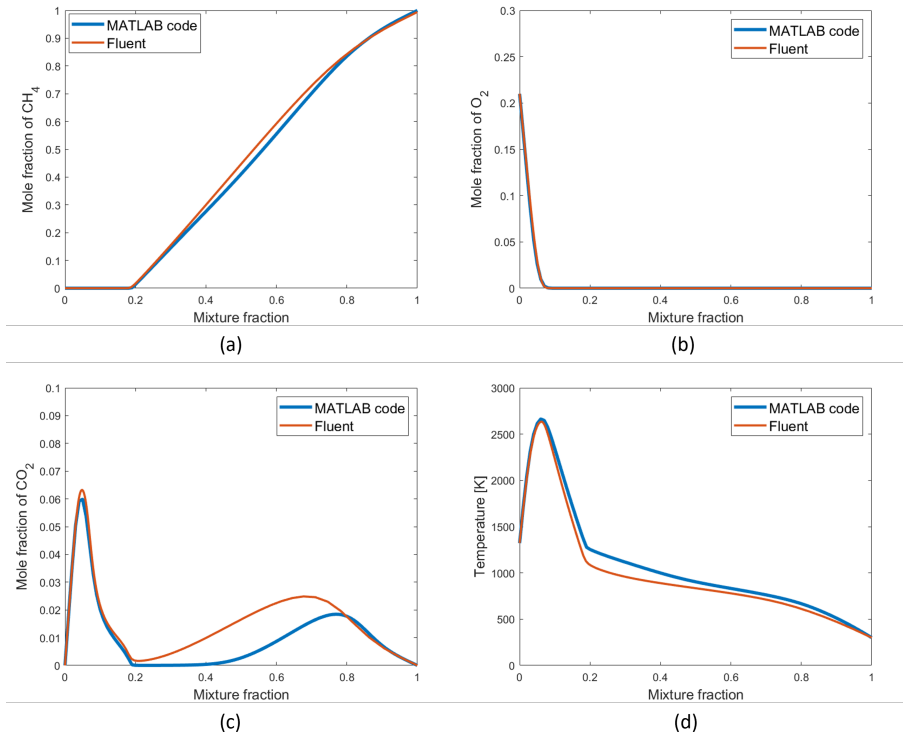 MATLAB code
Fluent
Mole fraction of CH4
1
0.9
0.8
0.7
0.6
0.5
0.4
0.3
0.2
0.1
0
0 0.2 0.4 0.6 0.8 1
Mixture fraction
(a)
MATLAB code
Fluent
Mole fraction of O2
0.3
0.25
0.2
0.15
0.1
0.05
0
0 0.2 0.4 0.6 0.8 1
Mixture fraction
(b)
MATLAB code
Fluent
Mole fraction of CO2
0.1
0.09
0.08
0.07
0.06
0.05
0.04
0.03
0.02
0.01
0
0 0.2 0.4 0.6 0.8 1
Mixture fraction
(c)
MATLAB code
Fluent
Temperature [K]
3000
2500
2000
1500
1000
500
0
0 0.2 0.4 0.6 0.8 1
Mixture fraction
(d)